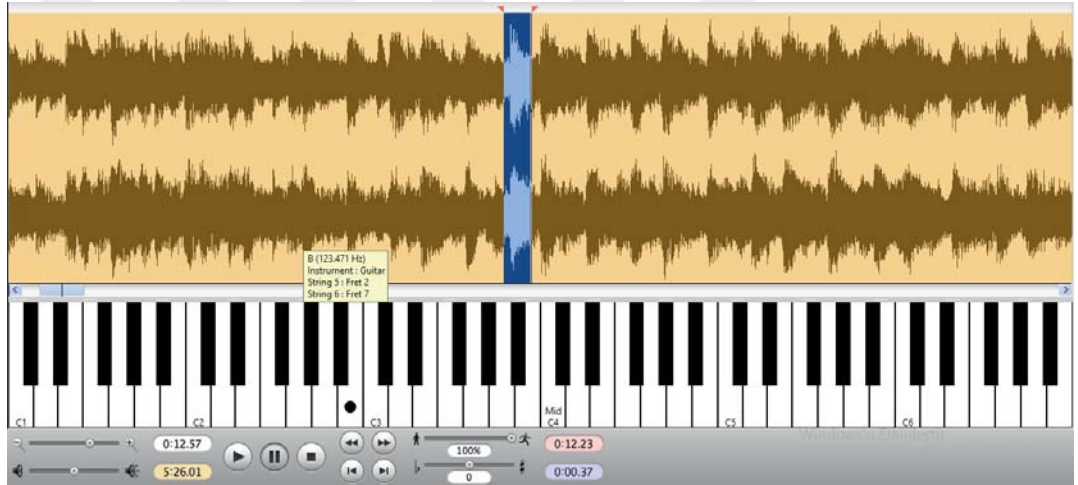 B (123.471 Hz)
Instrument : Guitar
String 5 : Fret 2
String 6 : Fret 7
C1 C2 C3 Mid C4 C5 C6
0:12.57 100% 0:12.23
5:26.01 0 0:00.37